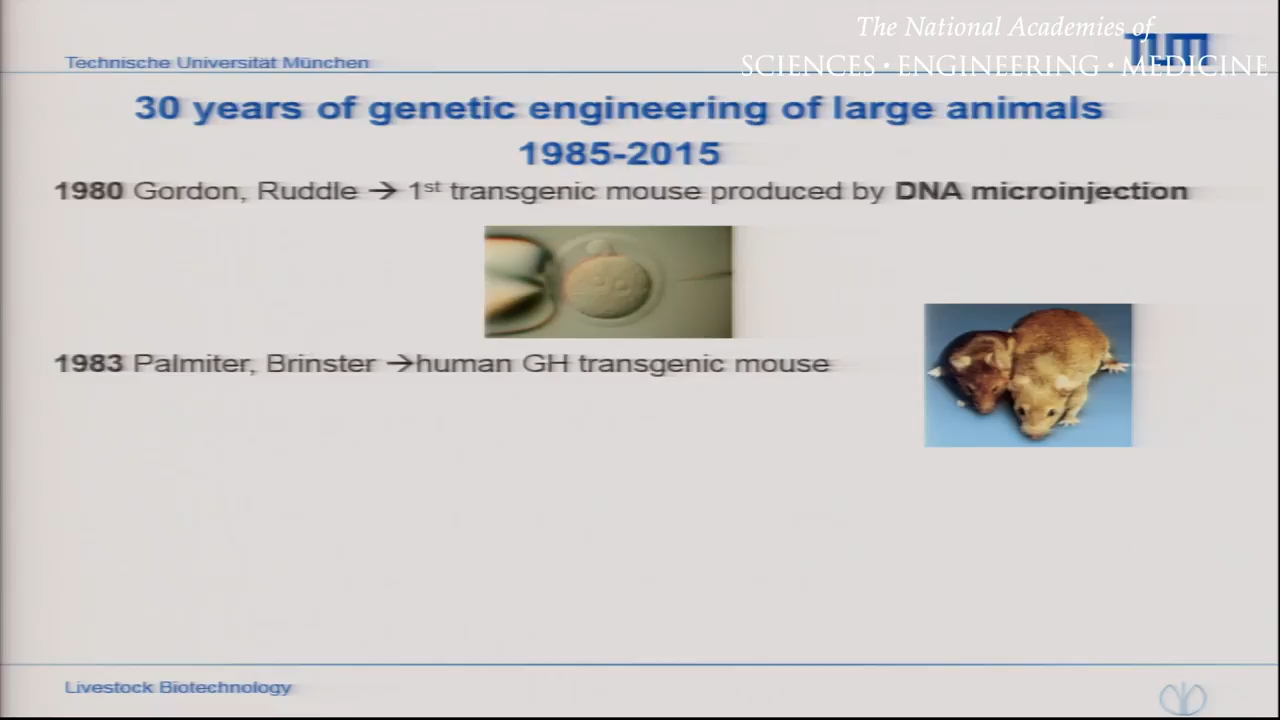 The National Academies of
SCIENCES • ENGINEERING • MEDICINE
TUM
Technische Universität München
30 years of genetic engineering of large animals
1985-2015
1980 Gordon, Ruddle → 1st transgenic mouse produced by DNA microinjection
1983 Palmiter, Brinster →human GH transgenic mouse
Livestock Biotechnology